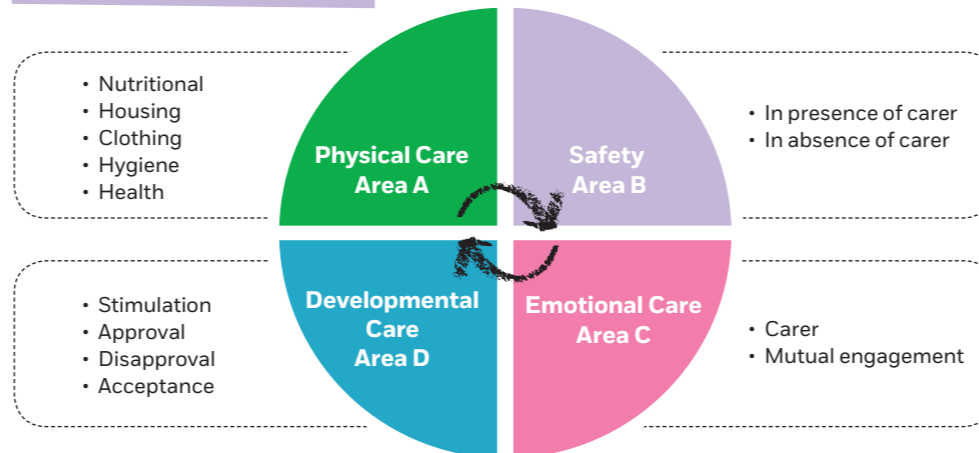 • Nutritional
• Housing
• Clothing
• Hygiene
• Health
Physical Care
Area A
Safety
Area B
• In presence of carer
• In absence of carer
• Stimulation
• Approval
• Disapproval
• Acceptance
Developmental
Care
Area D
Emotional Care
Area C
• Carer
• Mutual engagement